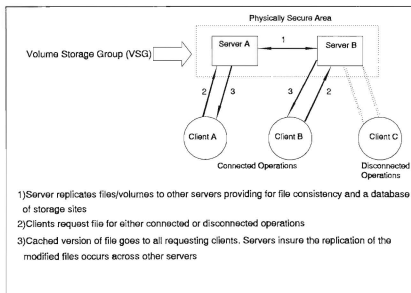 Physically Secure Area
Volume Storage Group (VSG)
Server A
1
Server B
2
3
3
2
Client A
Client B
Client C
Connected Operations
Disconnected
Operations
1)Server replicates files/volumes to other servers providing for file consistency and a database
of storage sites
2)Clients request file for either connected or disconnected operations
3)Cached version of file goes to all requesting clients. Servers insure the replication of the
modified files occurs across other servers